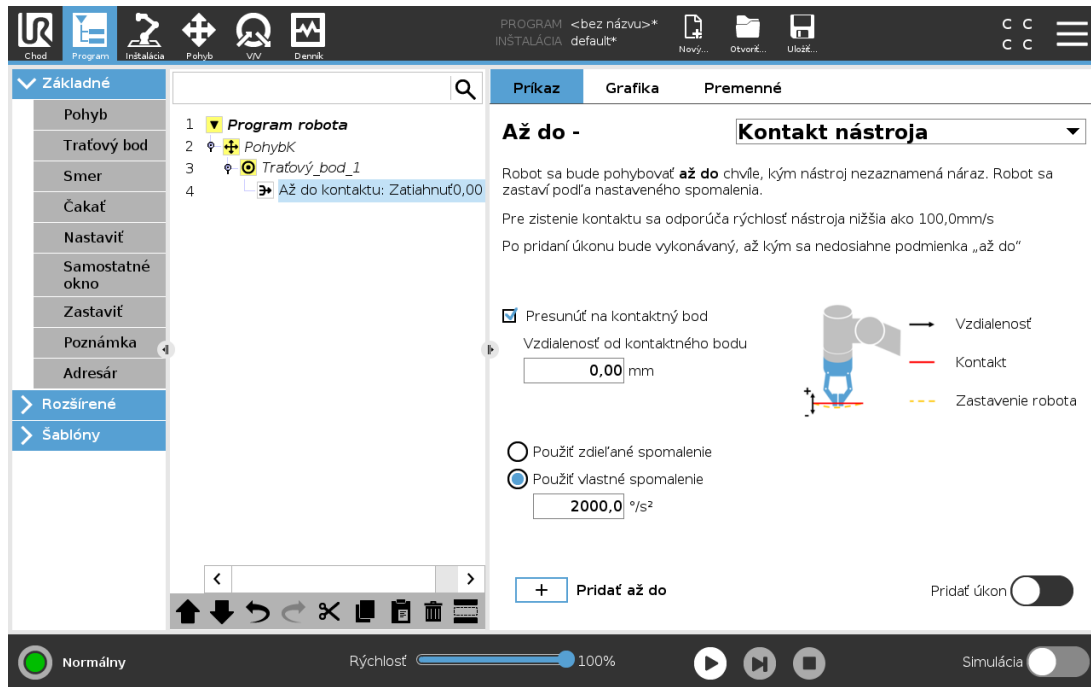 PROGRAM <bez názvu>*
INŠTALÁCIA default*
C C
C C
Chod
Program
Inštalácia
Pohyb
V/V
Denník
Nový...
Otvoriť...
Uložiť...
Základné
Pohyb
Traťový bod
Smer
Čakať
Nastaviť
Samostatné
okno
Zastaviť
Poznámka
Adresár
Rozšírené
Šablóny
1 Program robota
2 PohybK
3 Traťový_bod_1
4 Až do kontaktu: Zatiahnuť0,00
Príkaz
Grafika
Premenné
Až do - Kontakt nástroja
Robot sa bude pohybovať až do chvíle, kým nástroj nezaznamená náraz. Robot sa
zastaví podľa nastaveného spomalenia.
Pre zistenie kontaktu sa odporúča rýchlosť nástroja nižšia ako 100,0mm/s
Po pridaní úkonu bude vykonávaný, až kým sa nedosiahne podmienka „až do“
Presunúť na kontaktný bod
Vzdialenosť od kontaktného bodu
0,00 mm
+
-
Vzdialenosť
Kontakt
Zastavenie robota
Použiť zdieľané spomalenie
Použiť vlastné spomalenie
2000,0 °/s²
+ Pridať až do
Pridať úkon
Normálny
Rýchlosť 100%
Simulácia